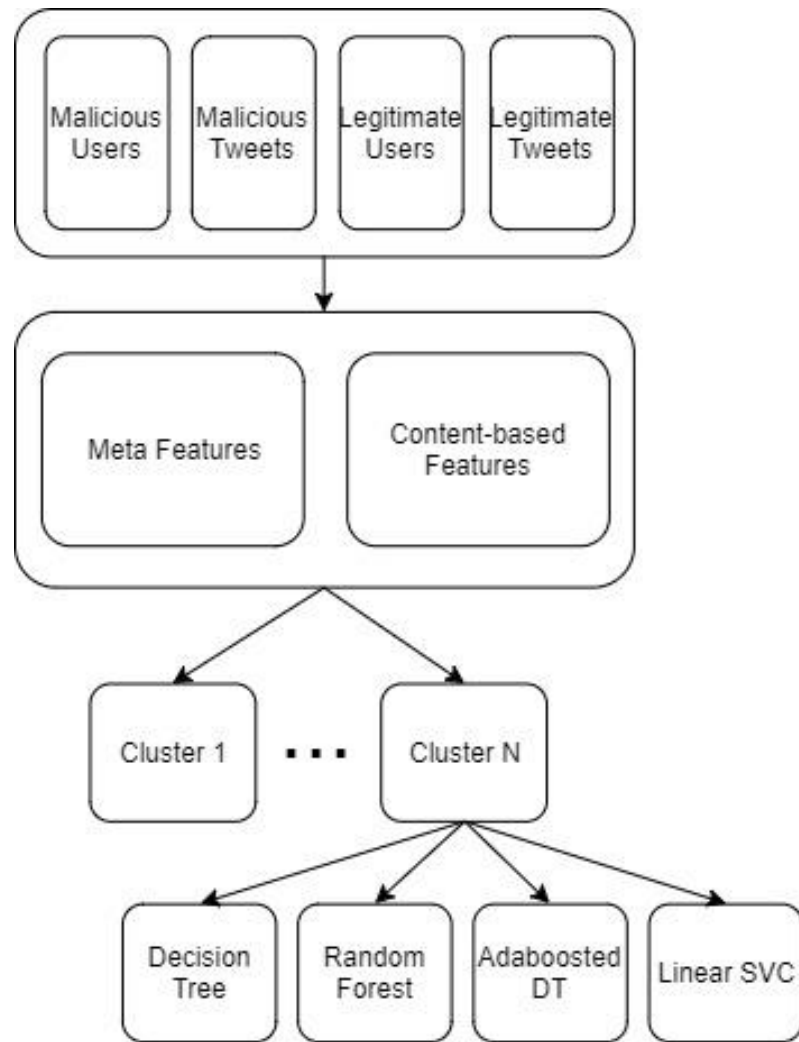 Malicious
Users
Malicious
Tweets
Legitimate
Users
Legitimate
Tweets
Meta Features
Content-based
Features
Cluster 1
Cluster N
Decision
Tree
Random
Forest
Adaboosted
DT
Linear SVC